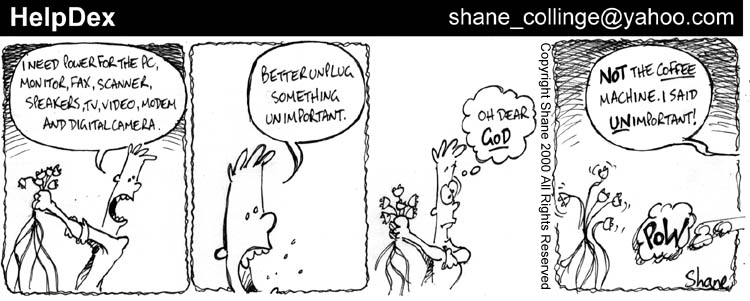 HelpDex
shane_collinge@yahoo.com
I NEED POWER FOR THE PC,
MONITOR, FAX, SCANNER,
SPEAKERS, TV, VIDEO, MODEM
AND DIGITAL CAMERA.
BETTER UNPLUG
SOMETHING
UNIMPORTANT.
OH DEAR
GOD
Copyright Shane 2000 All Rights Reserved
NOT THE COFFEE
MACHINE. I SAID
UNIMPORTANT!
POW
Shane